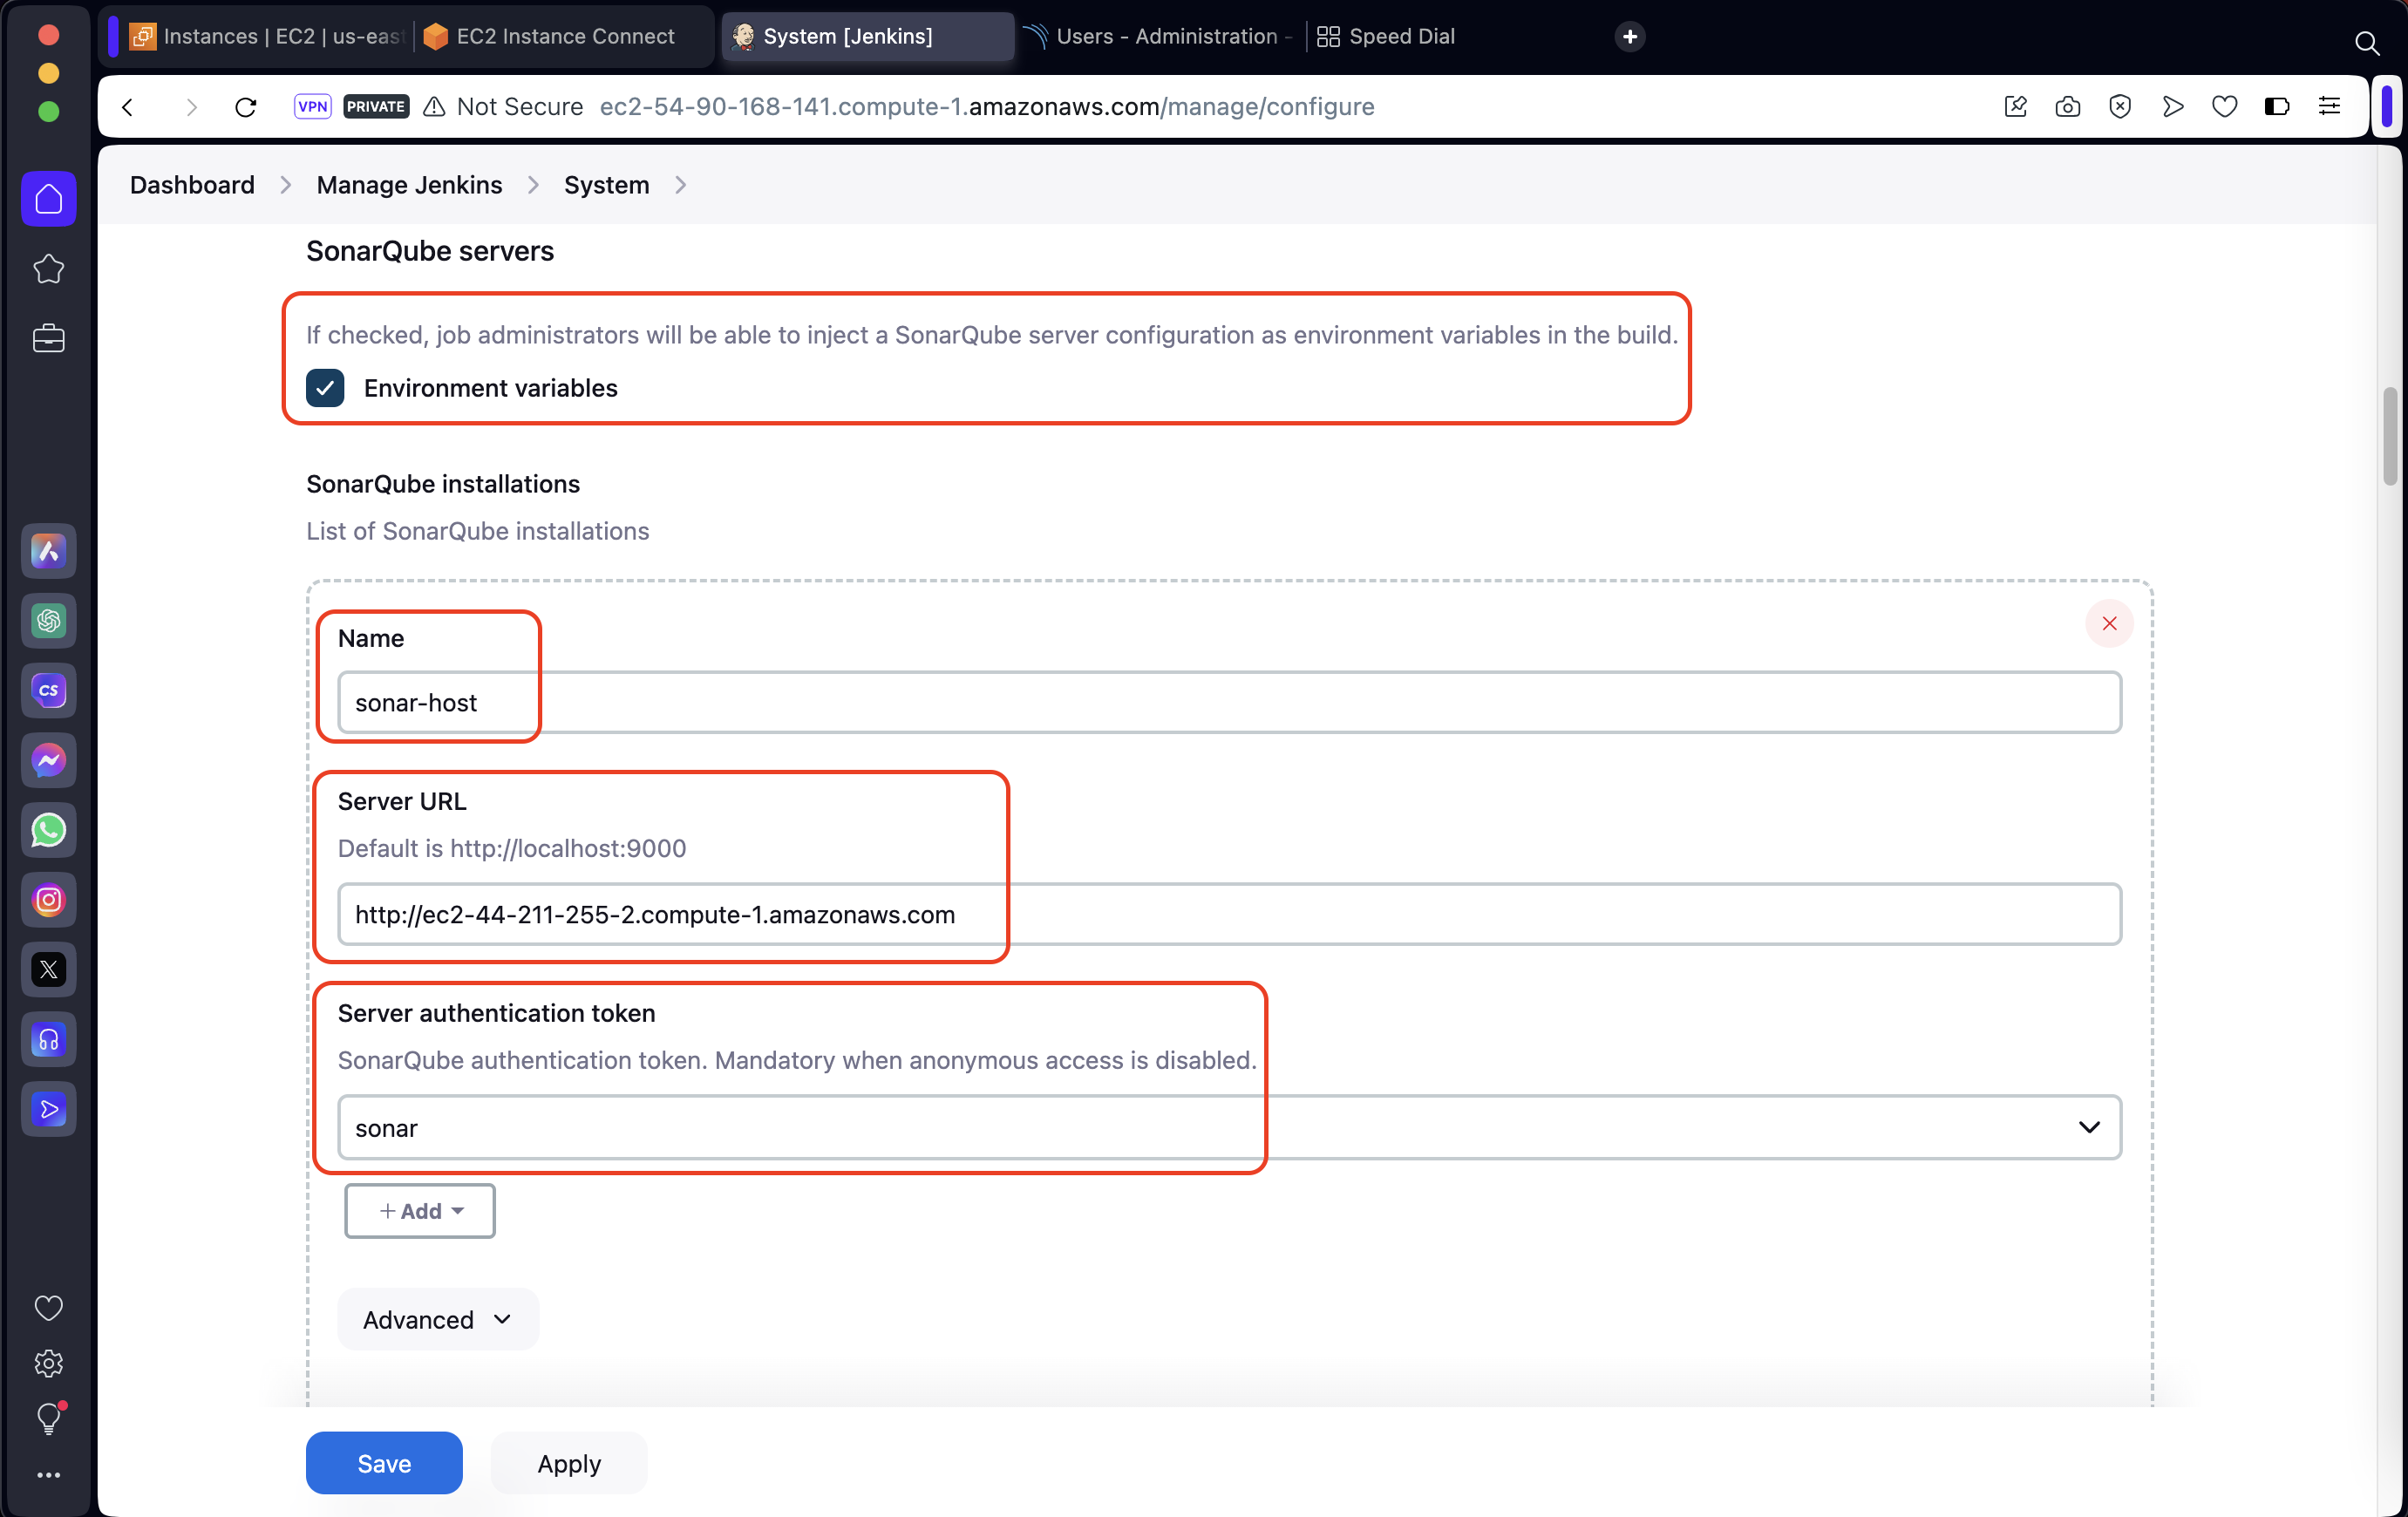 Instances | EC2 | us-east
EC2 Instance Connect
System [Jenkins]
Users - Administration -
Speed Dial
VPN
PRIVATE
Not Secure
ec2-54-90-168-141.compute-1.amazonaws.com/manage/configure
Dashboard
Manage Jenkins
System
SonarQube servers
If checked, job administrators will be able to inject a SonarQube server configuration as environment variables in the build.
Environment variables
SonarQube installations
List of SonarQube installations
Name
sonar-host
CS
Server URL
Default is http://localhost:9000
http://ec2-44-211-255-2.compute-1.amazonaws.com
Server authentication token
SonarQube authentication token. Mandatory when anonymous access is disabled.
sonar
+ Add
Advanced
Save
Apply